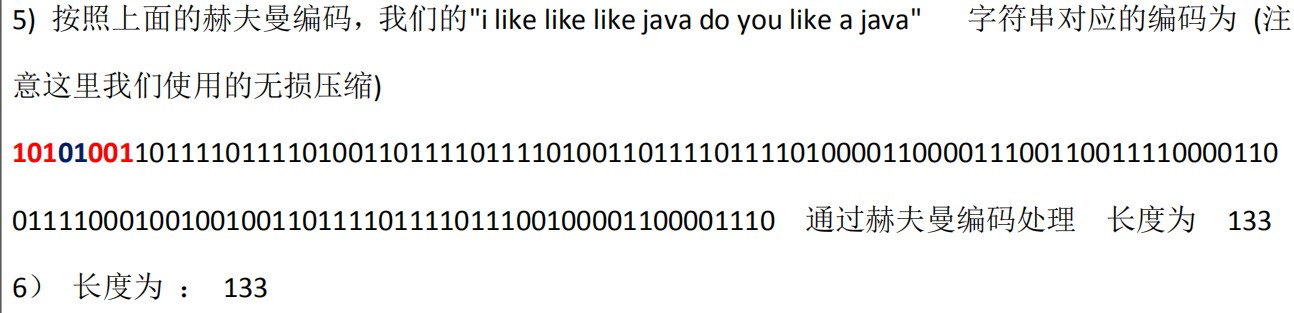 5) 按照上面的赫夫曼编码，我们的"i like like like java do you like a java" 字符串对应的编码为 (注
意这里我们使用的无损压缩)
10101001101111011110100110111101111010011011110111101000011000011100110011110000110
01111000100100100110111101111011100100001100001110 通过赫夫曼编码处理 长度为 133
6） 长度为 ： 133